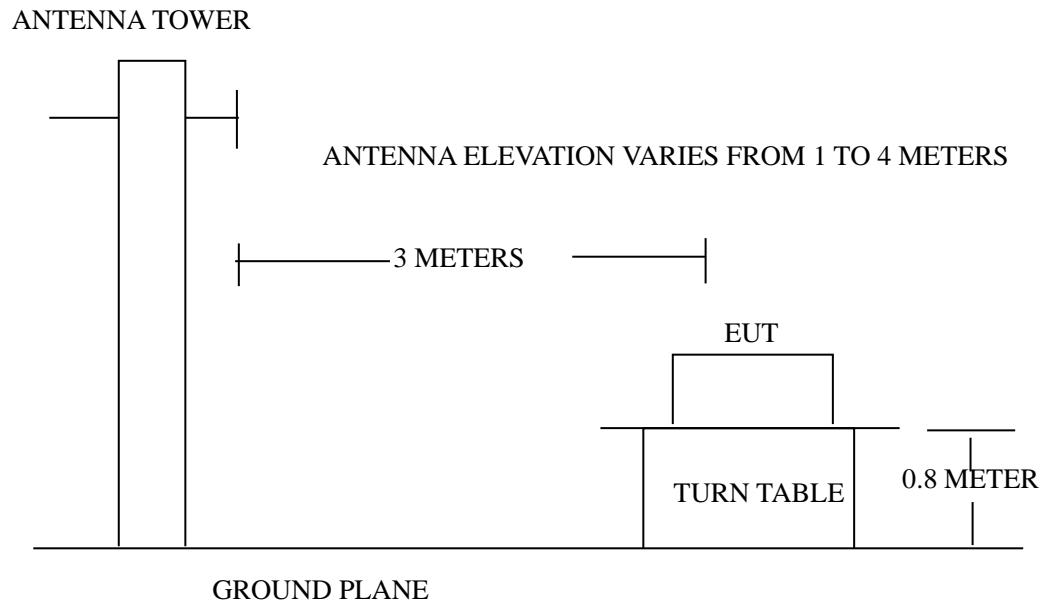 ANTENNA TOWER
ANTENNA ELEVATION VARIES FROM 1 TO 4 METERS
3 METERS
EUT
0.8 METER
TURN TABLE
GROUND PLANE